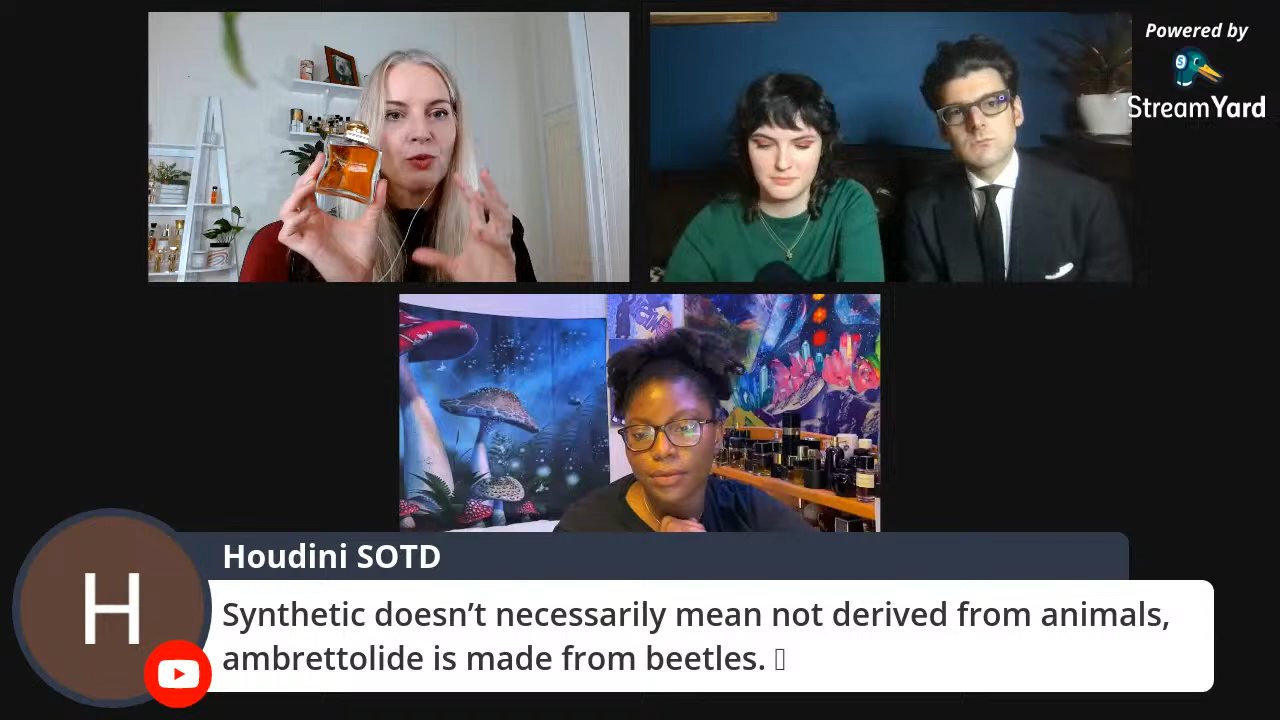 Powered by
StreamYard
Houdini SOTD
H
Synthetic doesn’t necessarily mean not derived from animals,
ambrettolide is made from beetles.